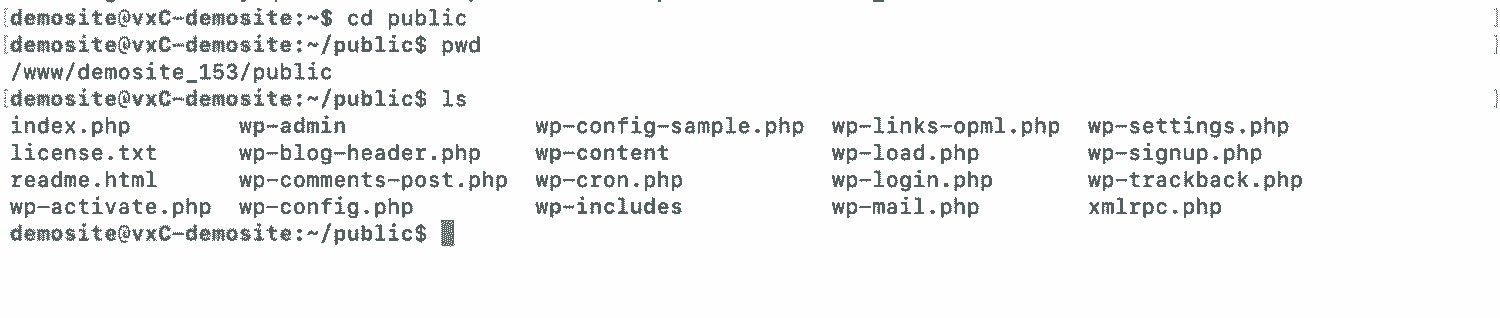 demosite@vxC-demosite:~$ cd public
demosite@vxC-demosite:~/public$ pwd
/www/demosite_153/public
demosite@vxC-demosite:~/public$ ls
index.php wp-admin wp-config-sample.php wp-links-opml.php wp-settings.php
license.txt wp-blog-header.php wp-content wp-load.php wp-signup.php
readme.html wp-comments-post.php wp-cron.php wp-login.php wp-trackback.php
wp-activate.php wp-config.php wp-includes wp-mail.php xmlrpc.php
demosite@vxC-demosite:~/public$